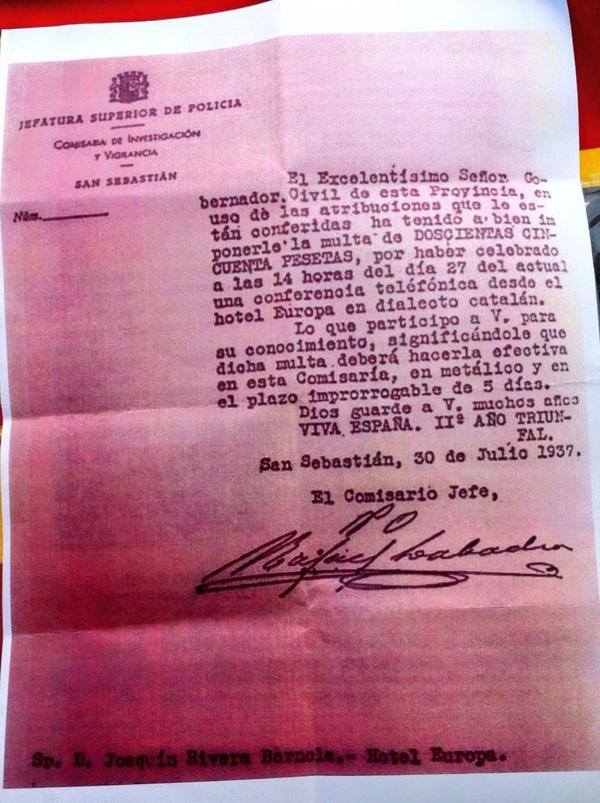 JEFATURA SUPERIOR DE POLICIA
COMISARIA DE INVESTIGACIÓN
Y VIGILANCIA
SAN SEBASTIÁN
Núm.
El Excelentísimo Señor Go-
bernador Civil de esta Provincia, en
uso de las atribuciones que le es-
tán conferidas ha tenido a bien im
ponerle la multa de DOSCIENTAS CIN-
CUENTA PESETAS, por haber celebrado
a las 14 horas del día 27 del actual
una conferencia telefónica desde el
hotel Europa en dialecto catalán.
Lo que participo a V. para
su conocimiento, significándole que
dicha multa deberá hacerla efectiva
en esta Comisaría, en metálico y en
el plazo improrrogable de 5 días.
Dios guarde a V. muchos años
VIVA ESPAÑA. IIº AÑO TRIUN-
FAL.
San Sebastián, 30 de Julio 1937.
El Comisario Jefe,
Sp. D. Joaquín Rivera Barnola.- Hotel Europa.